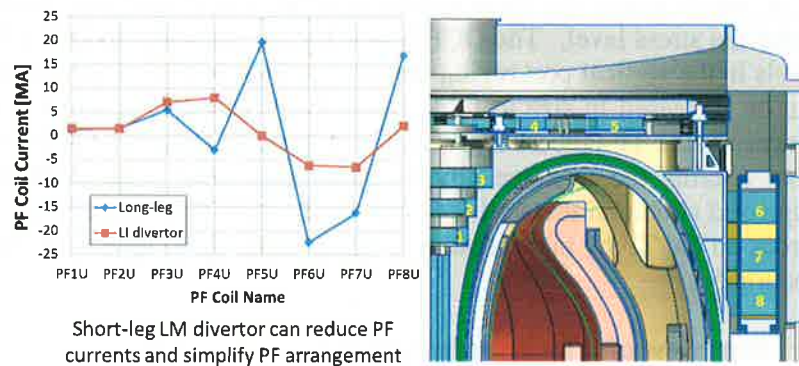 25
20
15
10
5
0
-5
-10
-15
-20
-25
PF Coil Current [MA]
Long-leg
LI divertor
PF1U PF2U PF3U PF4U PF5U PF6U PF7U PF8U
PF Coil Name
Short-leg LM divertor can reduce PF
currents and simplify PF arrangement
4 5
3
2
1
6
7
8